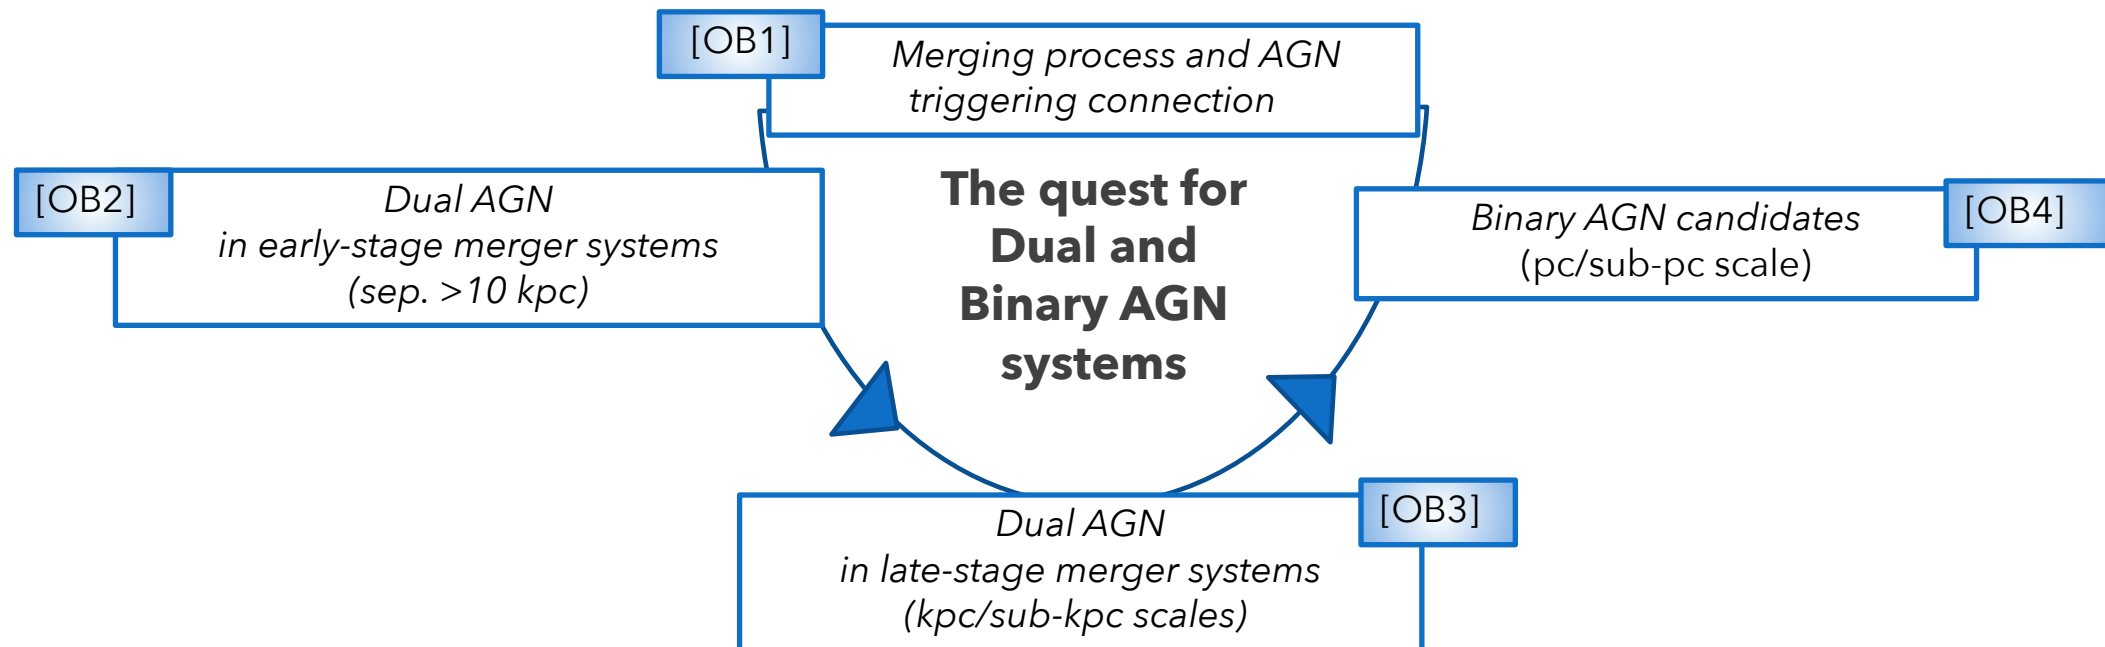 [OB1]
Merging process and AGN
triggering connection
[OB2]
Dual AGN
in early-stage merger systems
(sep. >10 kpc)
The quest for
Dual and
Binary AGN
systems
Binary AGN candidates
(pc/sub-pc scale)
[OB4]
Dual AGN
in late-stage merger systems
(kpc/sub-kpc scales)
[OB3]